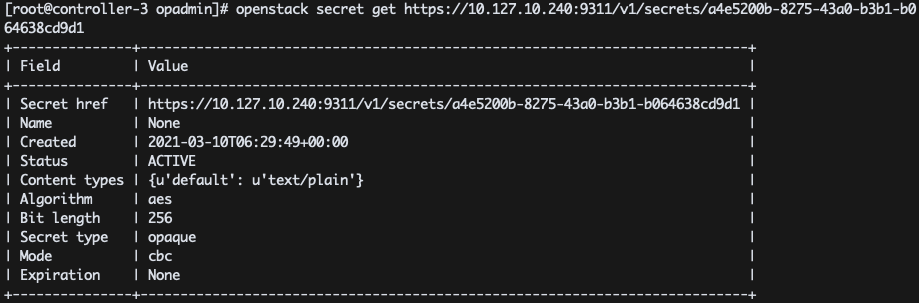 [root@controller-3 opadmin]# openstack secret get https://10.127.10.240:9311/v1/secrets/a4e5200b-8275-43a0-b3b1-b0
64638cd9d1
+---------------+------------------------------------------------------------------------+
| Field         | Value                                                                  |
+---------------+------------------------------------------------------------------------+
| Secret href   | https://10.127.10.240:9311/v1/secrets/a4e5200b-8275-43a0-b3b1-b064638cd9d1 |
| Name          | None                                                                   |
| Created       | 2021-03-10T06:29:49+00:00                                              |
| Status        | ACTIVE                                                                 |
| Content types | {u'default': u'text/plain'}                                            |
| Algorithm     | aes                                                                    |
| Bit length    | 256                                                                    |
| Secret type   | opaque                                                                 |
| Mode          | cbc                                                                    |
| Expiration    | None                                                                   |
+---------------+------------------------------------------------------------------------+